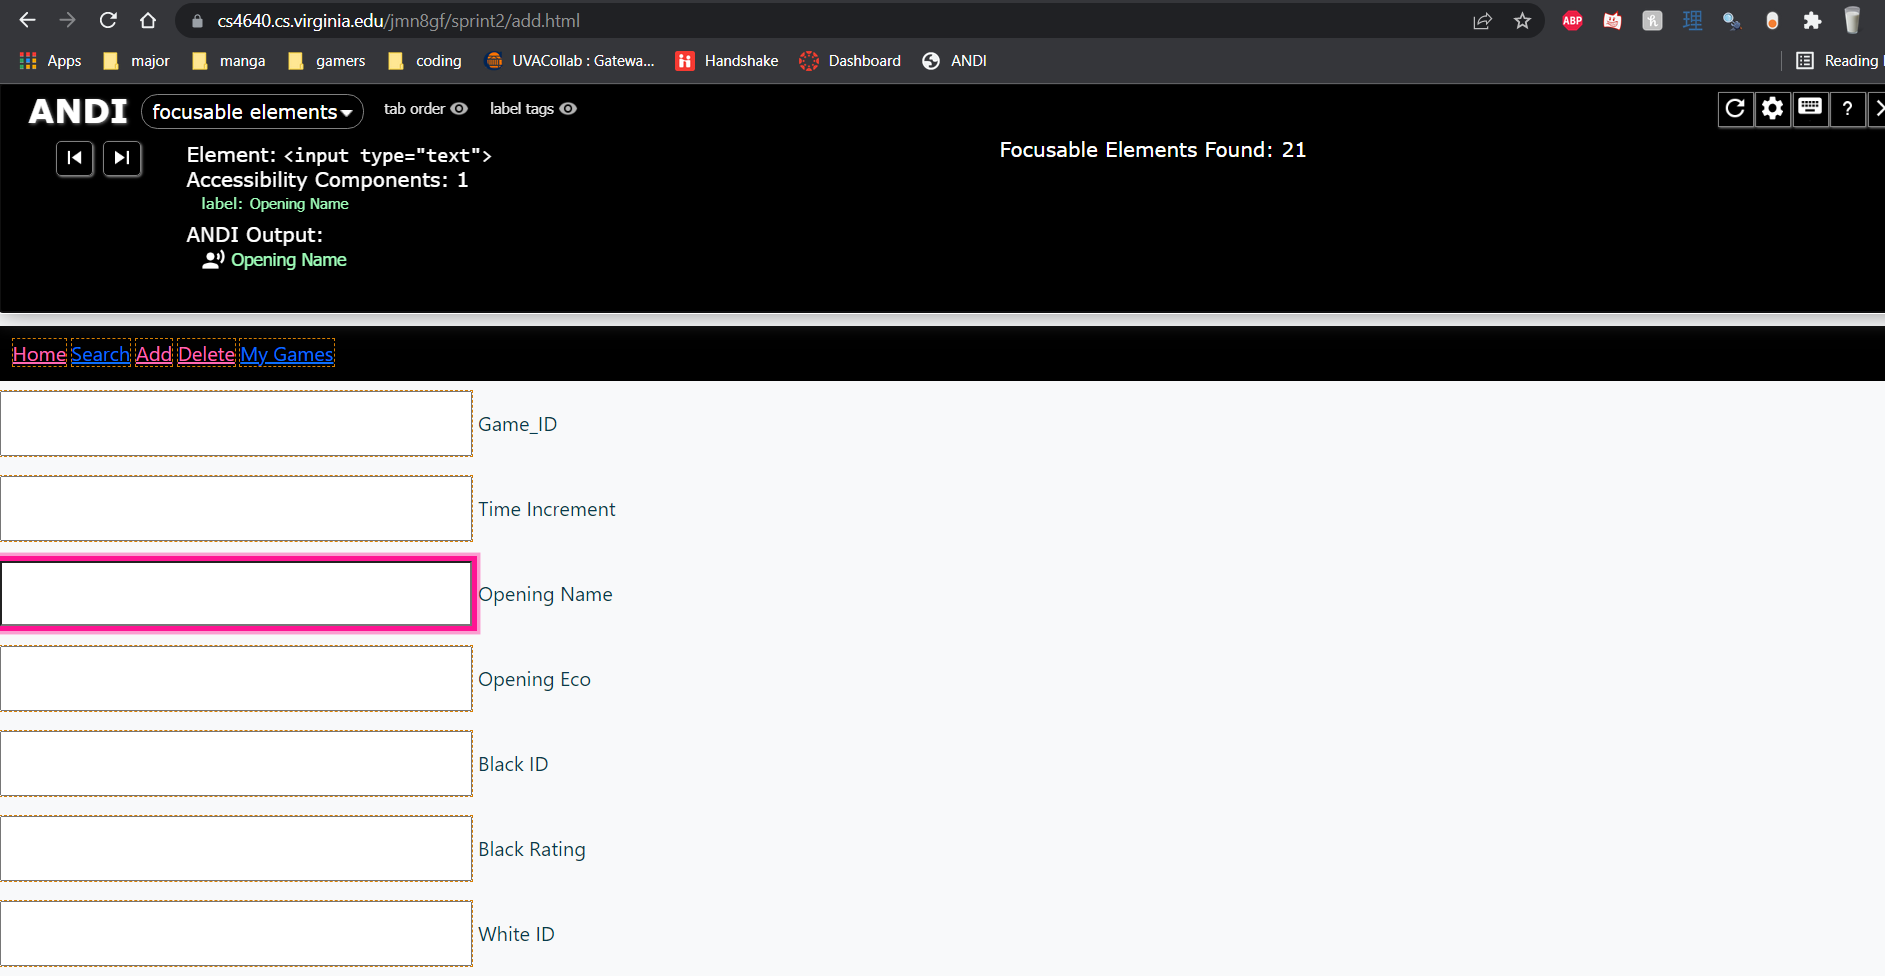 cs4640.cs.virginia.edu/jmn8gf/sprint2/add.html
ABP
Apps major manga gamers coding UVACollab : Gatewa... Handshake Dashboard ANDI Reading
ANDI focusable elements tab order label tags ?
Element: <input type="text">
Focusable Elements Found: 21
Accessibility Components: 1
label: Opening Name
ANDI Output:
Opening Name
Home Search Add Delete My Games
Game_ID
Time Increment
Opening Name
Opening Eco
Black ID
Black Rating
White ID